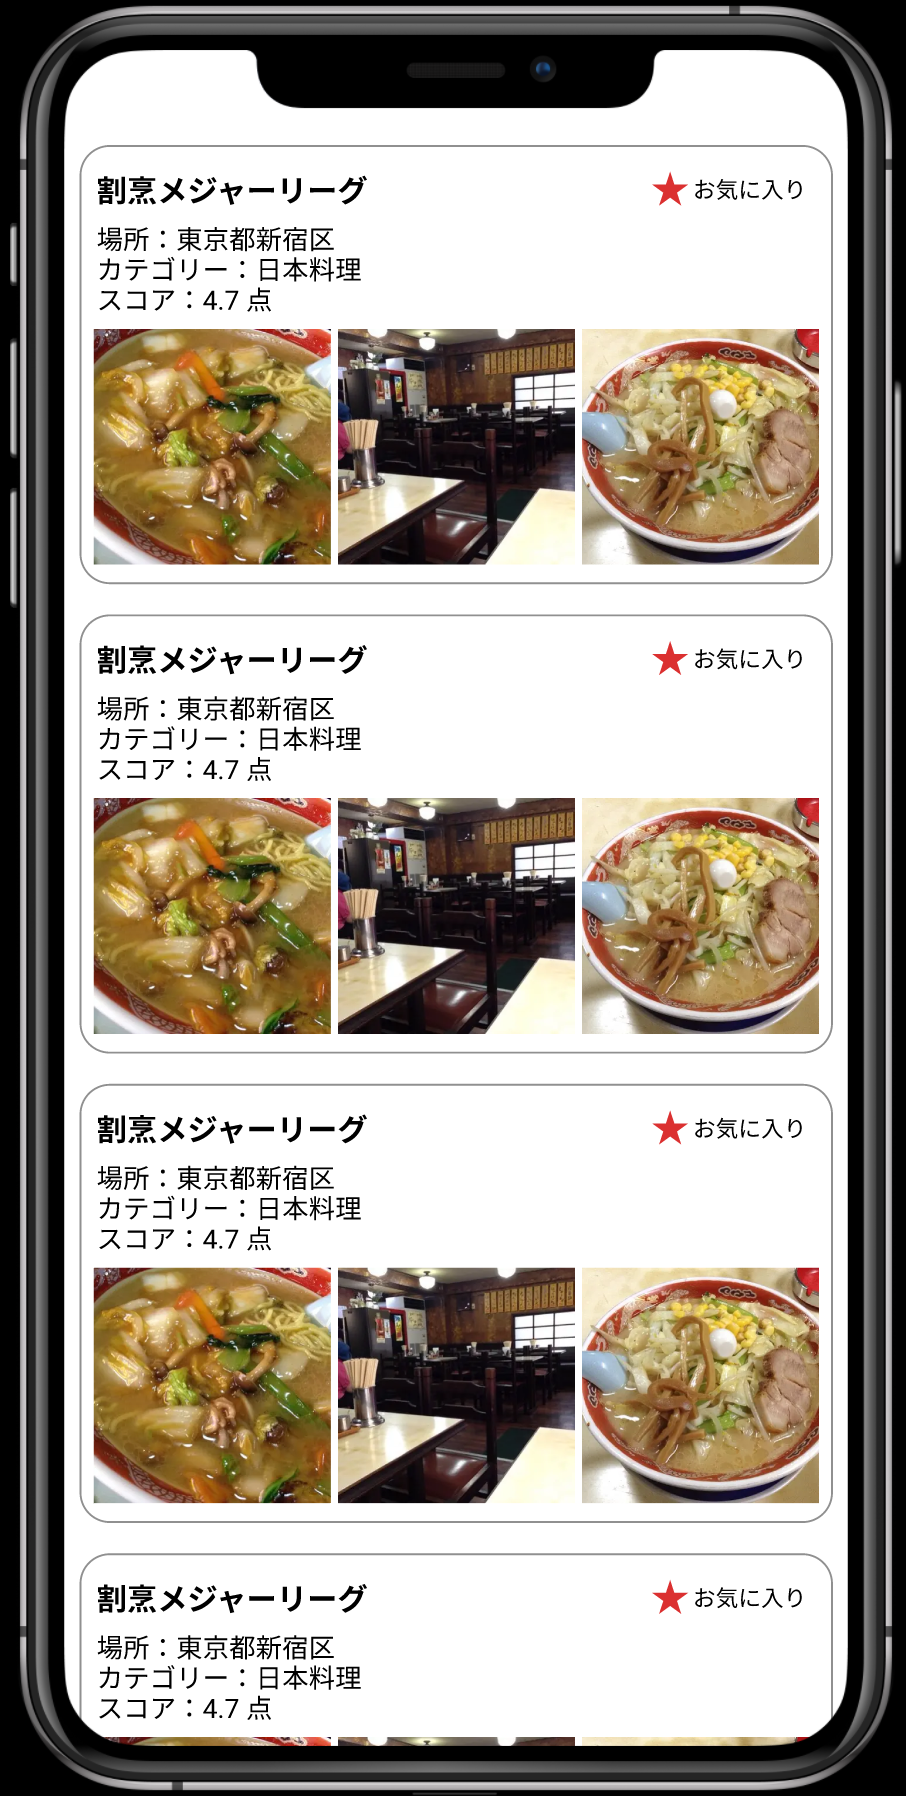 割烹メジャーリーグ
★お気に入り
場所：東京都新宿区
カテゴリー：日本料理
スコア：4.7 点
割烹メジャーリーグ
★お気に入り
場所：東京都新宿区
カテゴリー：日本料理
スコア：4.7 点
割烹メジャーリーグ
★お気に入り
場所：東京都新宿区
カテゴリー：日本料理
スコア：4.7 点
割烹メジャーリーグ
★お気に入り
場所：東京都新宿区
カテゴリー：日本料理
スコア：4.7 点